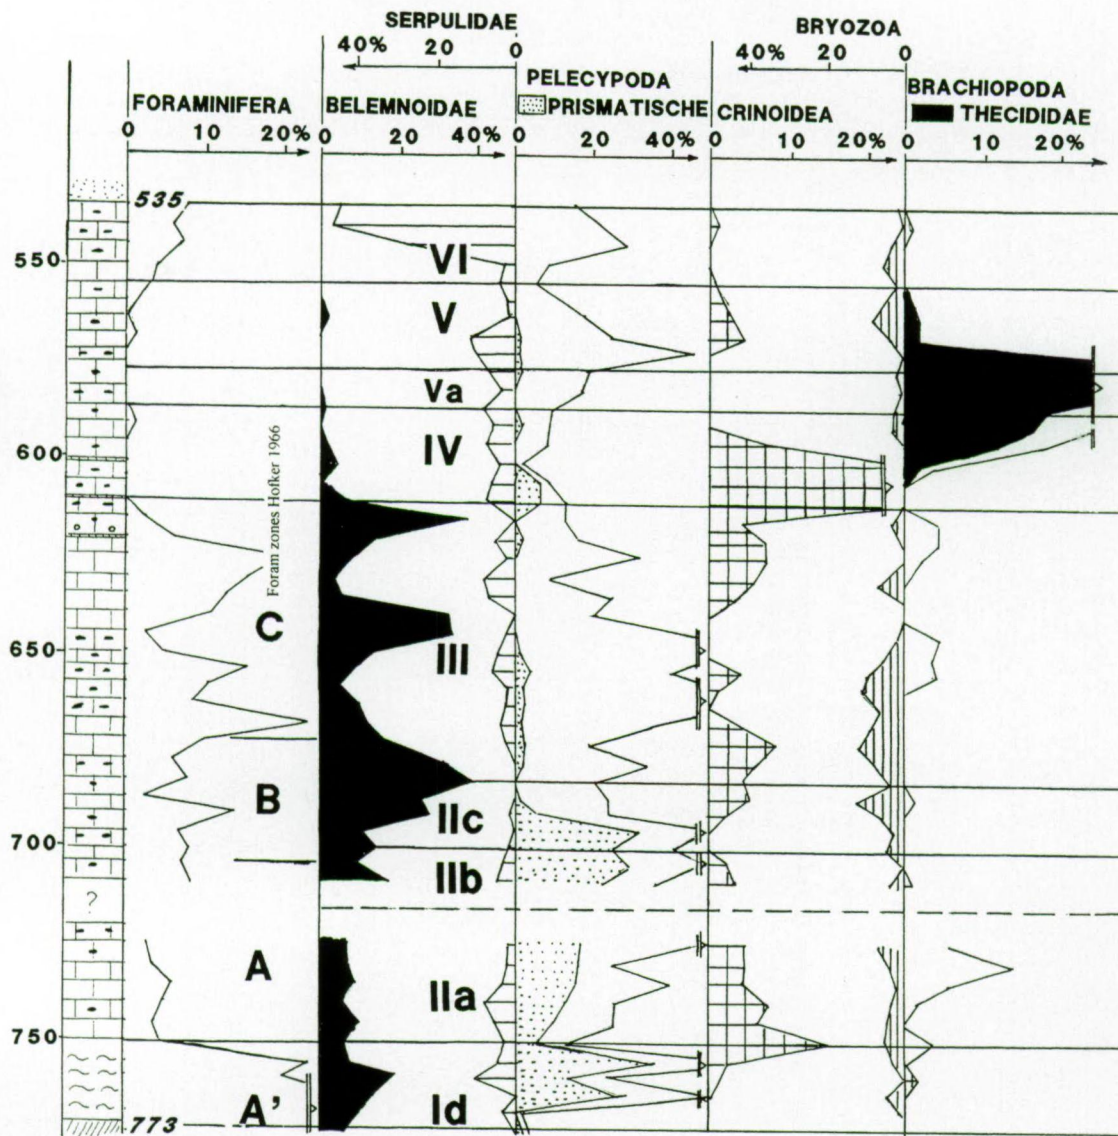 SERPULIDAE
40% 20 0
BRYOZOA
40% 20 0
PELECYPODA
PRISMATISCHE
BRACHIOPODA
THECIDIDAE
FORAMINIFERA
BELEMNOIDAE
CRINOIDEA
0 10 20%
0 20 40%
20 40%
0 10 20%
0 10 20%
535
550
VI
V
Va
600
IV
Foram zones Hofker 1966
C
650
III
B
IIc
700
IIb
?
A
IIa
750
A'
Id
773